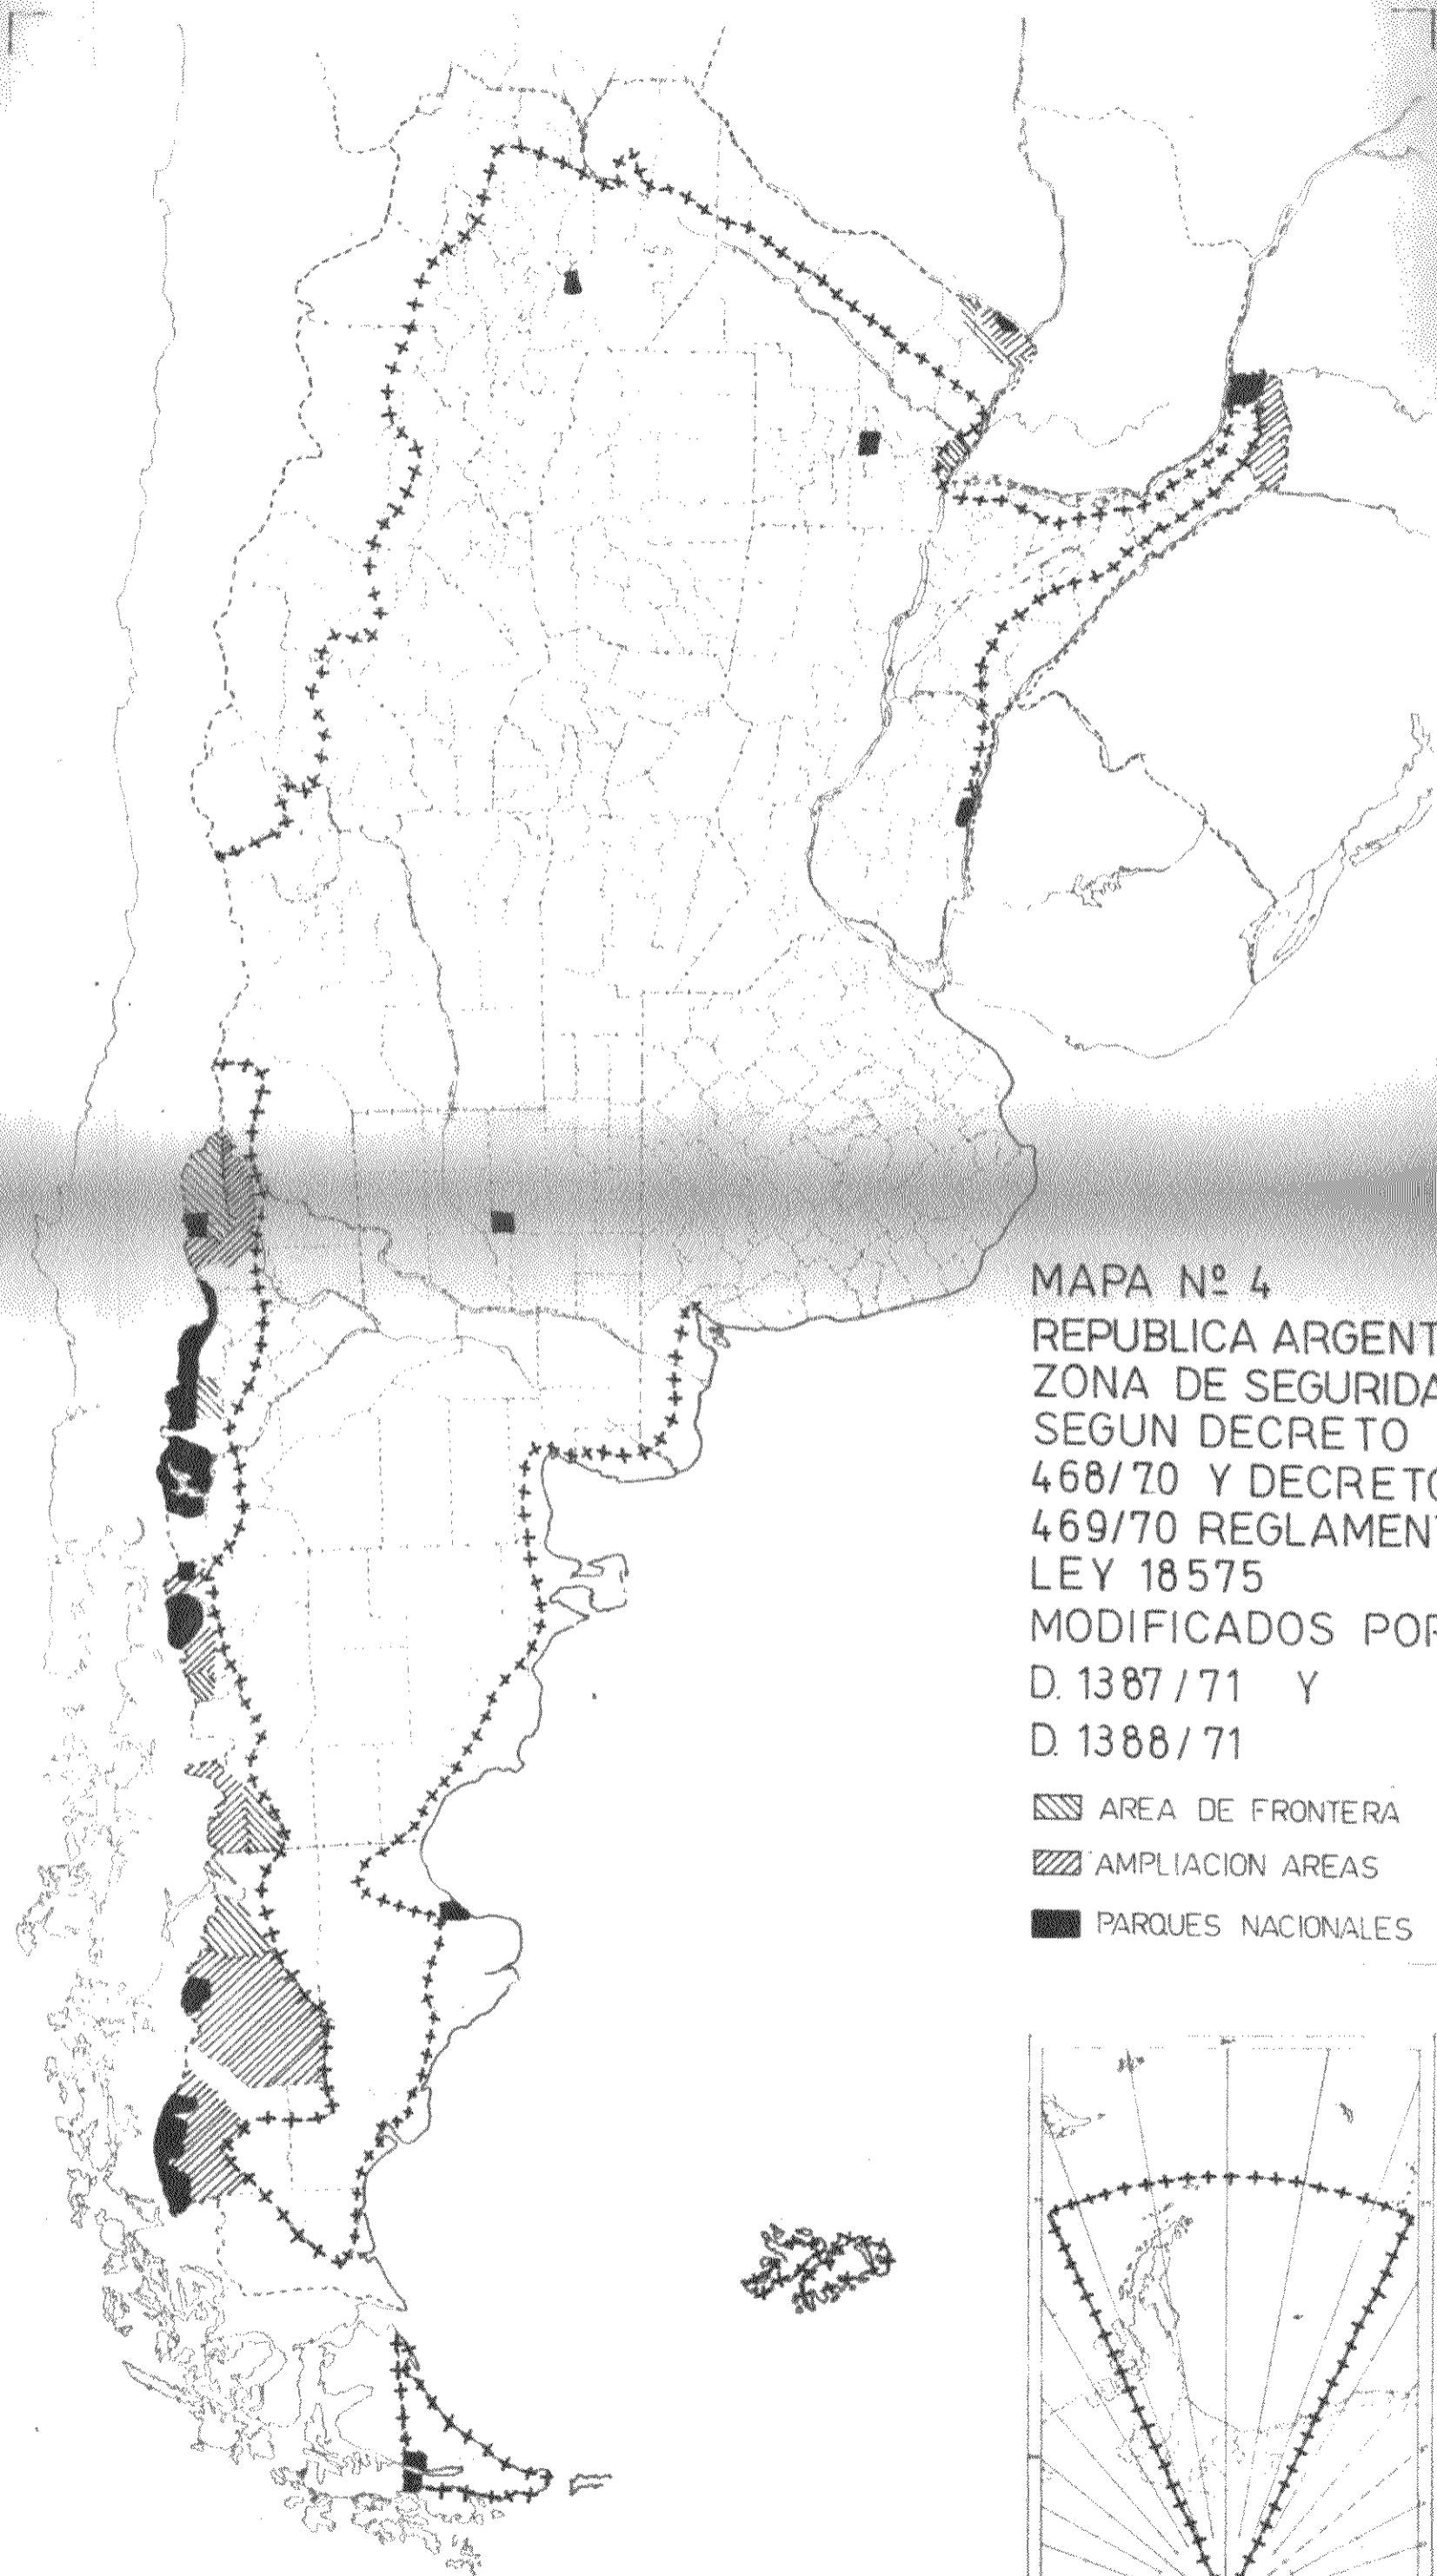 MAPA Nº 4
REPUBLICA ARGENT
ZONA DE SEGURIDA
SEGUN DECRETO
468/70 Y DECRETO
469/70 REGLAMEN
LEY 18575
MODIFICADOS POR
D. 1387/71 Y
D. 1388/71
AREA DE FRONTERA
AMPLIACION AREAS
PARQUES NACIONALES